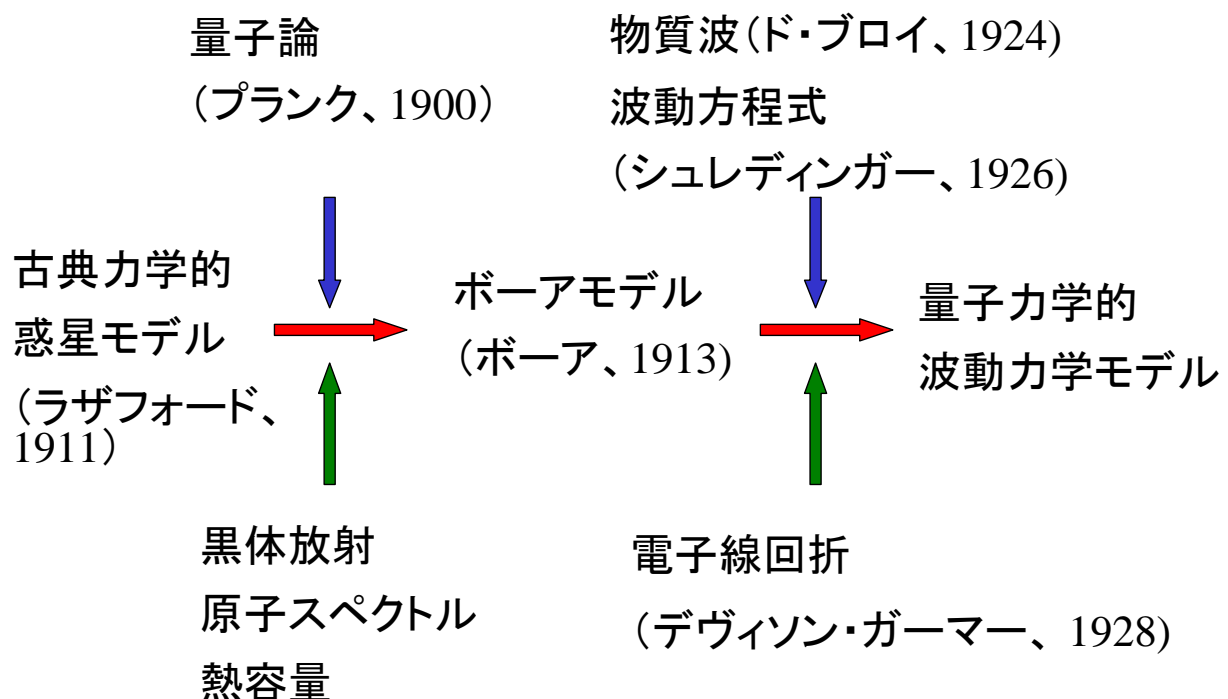 量子論
（プランク、1900）
物質波（ド・ブロイ、1924）
波動方程式
（シュレディンガー、1926）
古典力学的
惑星モデル
（ラザフォード、
1911）
ボーアモデル
（ボーア、1913）
量子力学的
波動力学モデル
黒体放射
原子スペクトル
熱容量
電子線回折
（デヴィソン・ガーマー、1928）